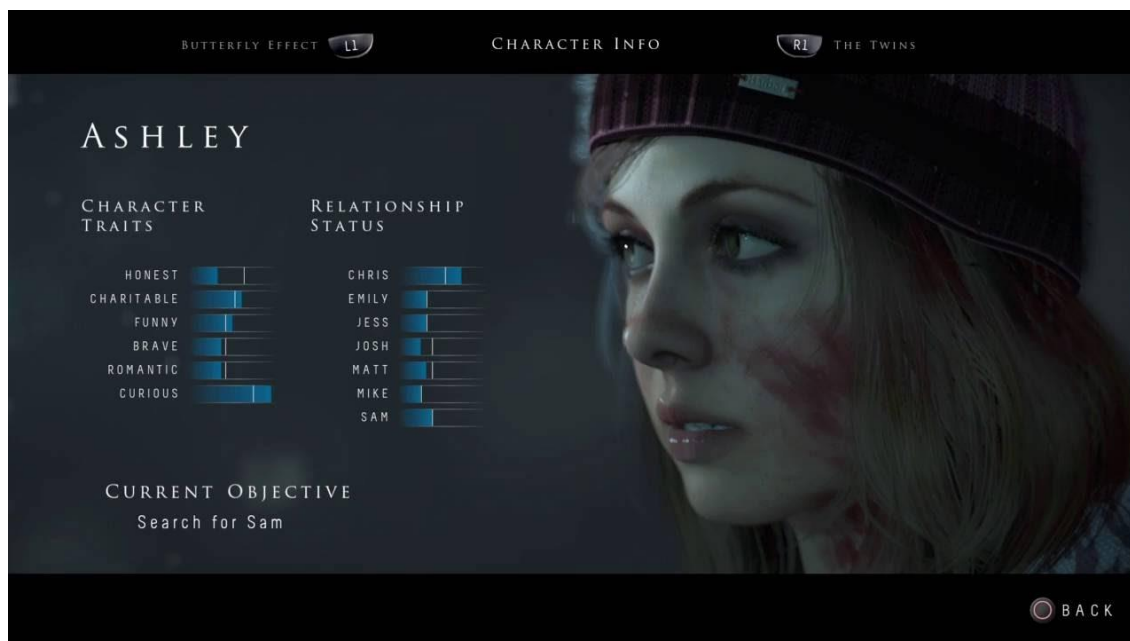 BUTTERFLY EFFECT L1
CHARACTER INFO
R1 THE TWINS
ASHLEY
CHARACTER
TRAITS
HONEST
CHARITABLE
FUNNY
BRAVE
ROMANTIC
CURIOUS
RELATIONSHIP
STATUS
CHRIS
EMILY
JESS
JOSH
MATT
MIKE
SAM
CURRENT OBJECTIVE
Search for Sam
BACK